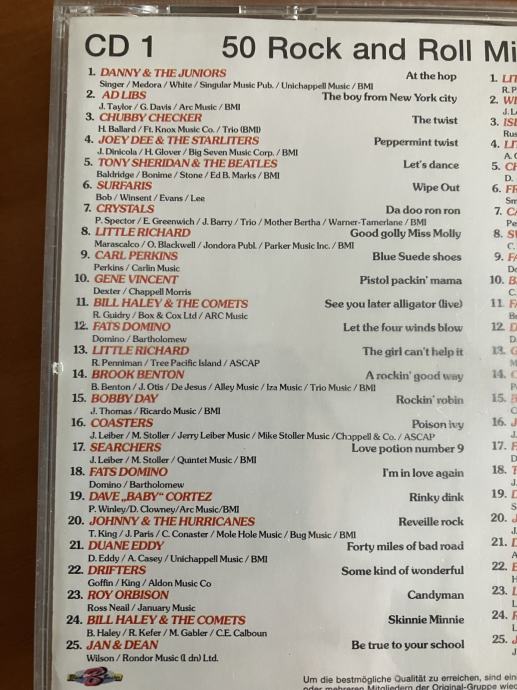 CD 1 50 Rock and Roll Mi
1. DANNY & THE JUNIORS At the hop
Singer / Medora / White / Singular Music Pub. / Unichappell Music / BMI
2. AD LIBS The boy from New York city
J. Taylor / G. Davis / Arc Music / BMI
3. CHUBBY CHECKER The twist
H. Ballard / Ft. Knox Music Co. / Trio (BMI)
4. JOEY DEE & THE STARLITERS Peppermint twist
J. Dinicola / H. Glover / Big Seven Music Corp. / BMI
5. TONY SHERIDAN & THE BEATLES Let's dance
Baldridge / Bonime / Stone / Ed B. Marks / BMI
6. SURFARIS Wipe Out
Bob / Winsent / Evans / Lee
7. CRYSTALS Da doo ron ron
P. Spector / E. Greenwich / J. Barry / Trio / Mother Bertha / Warner-Tamerlane / BMI
8. LITTLE RICHARD Good golly Miss Molly
Marascalco / O. Blackwell / Jondora Publ. / Parker Music Inc. / BMI
9. CARL PERKINS Blue Suede shoes
Perkins / Carlin Music
10. GENE VINCENT Pistol packin' mama
Dexter / Chappell Morris
11. BILL HALEY & THE COMETS See you later alligator (live)
R. Guidry / Box & Cox Ltd / ARC Music
12. FATS DOMINO Let the four winds blow
Domino / Bartholomew
13. LITTLE RICHARD The girl can't help it
R. Penniman / Tree Pacific Island / ASCAP
14. BROOK BENTON A rockin' good way
B. Benton / J. Otis / De Jesus / Alley Music / Iza Music / Trio Music / BMI
15. BOBBY DAY Rockin' robin
J. Thomas / Ricardo Music / BMI
16. COASTERS Poison ivy
J. Leiber / M. Stoller / Jerry Leiber Music / Mike Stoller Music / Chappell & Co. / ASCAP
17. SEARCHERS Love potion number 9
J. Leiber / M. Stoller / Quintet Music / BMI
18. FATS DOMINO I'm in love again
Domino / Bartholomew
19. DAVE „BABY“ CORTEZ Rinky dink
P. Winley/D. Clowney/Arc Music/BMI
20. JOHNNY & THE HURRICANES Reveille rock
T. King / J. Paris / C. Conaster / Mole Hole Music / Bug Music / BMI
21. DUANE EDDY Forty miles of bad road
D. Eddy / A. Casey / Unichappell Music / BMI
22. DRIFTERS Some kind of wonderful
Goffin / King / Aldon Music Co
23. ROY ORBISON Candyman
Ross Neail / January Music
24. BILL HALEY & THE COMETS Skinnie Minnie
B. Haley / R. Kefer / M. Gabler / C.E. Calboun
25. JAN & DEAN Be true to your school
Wilson / Rondor Music (l dn) Ltd.
Um die bestmögliche Qualität zu erreichen, sind ein
oder mehreren Mitgliedern der Original-Gruppe wied